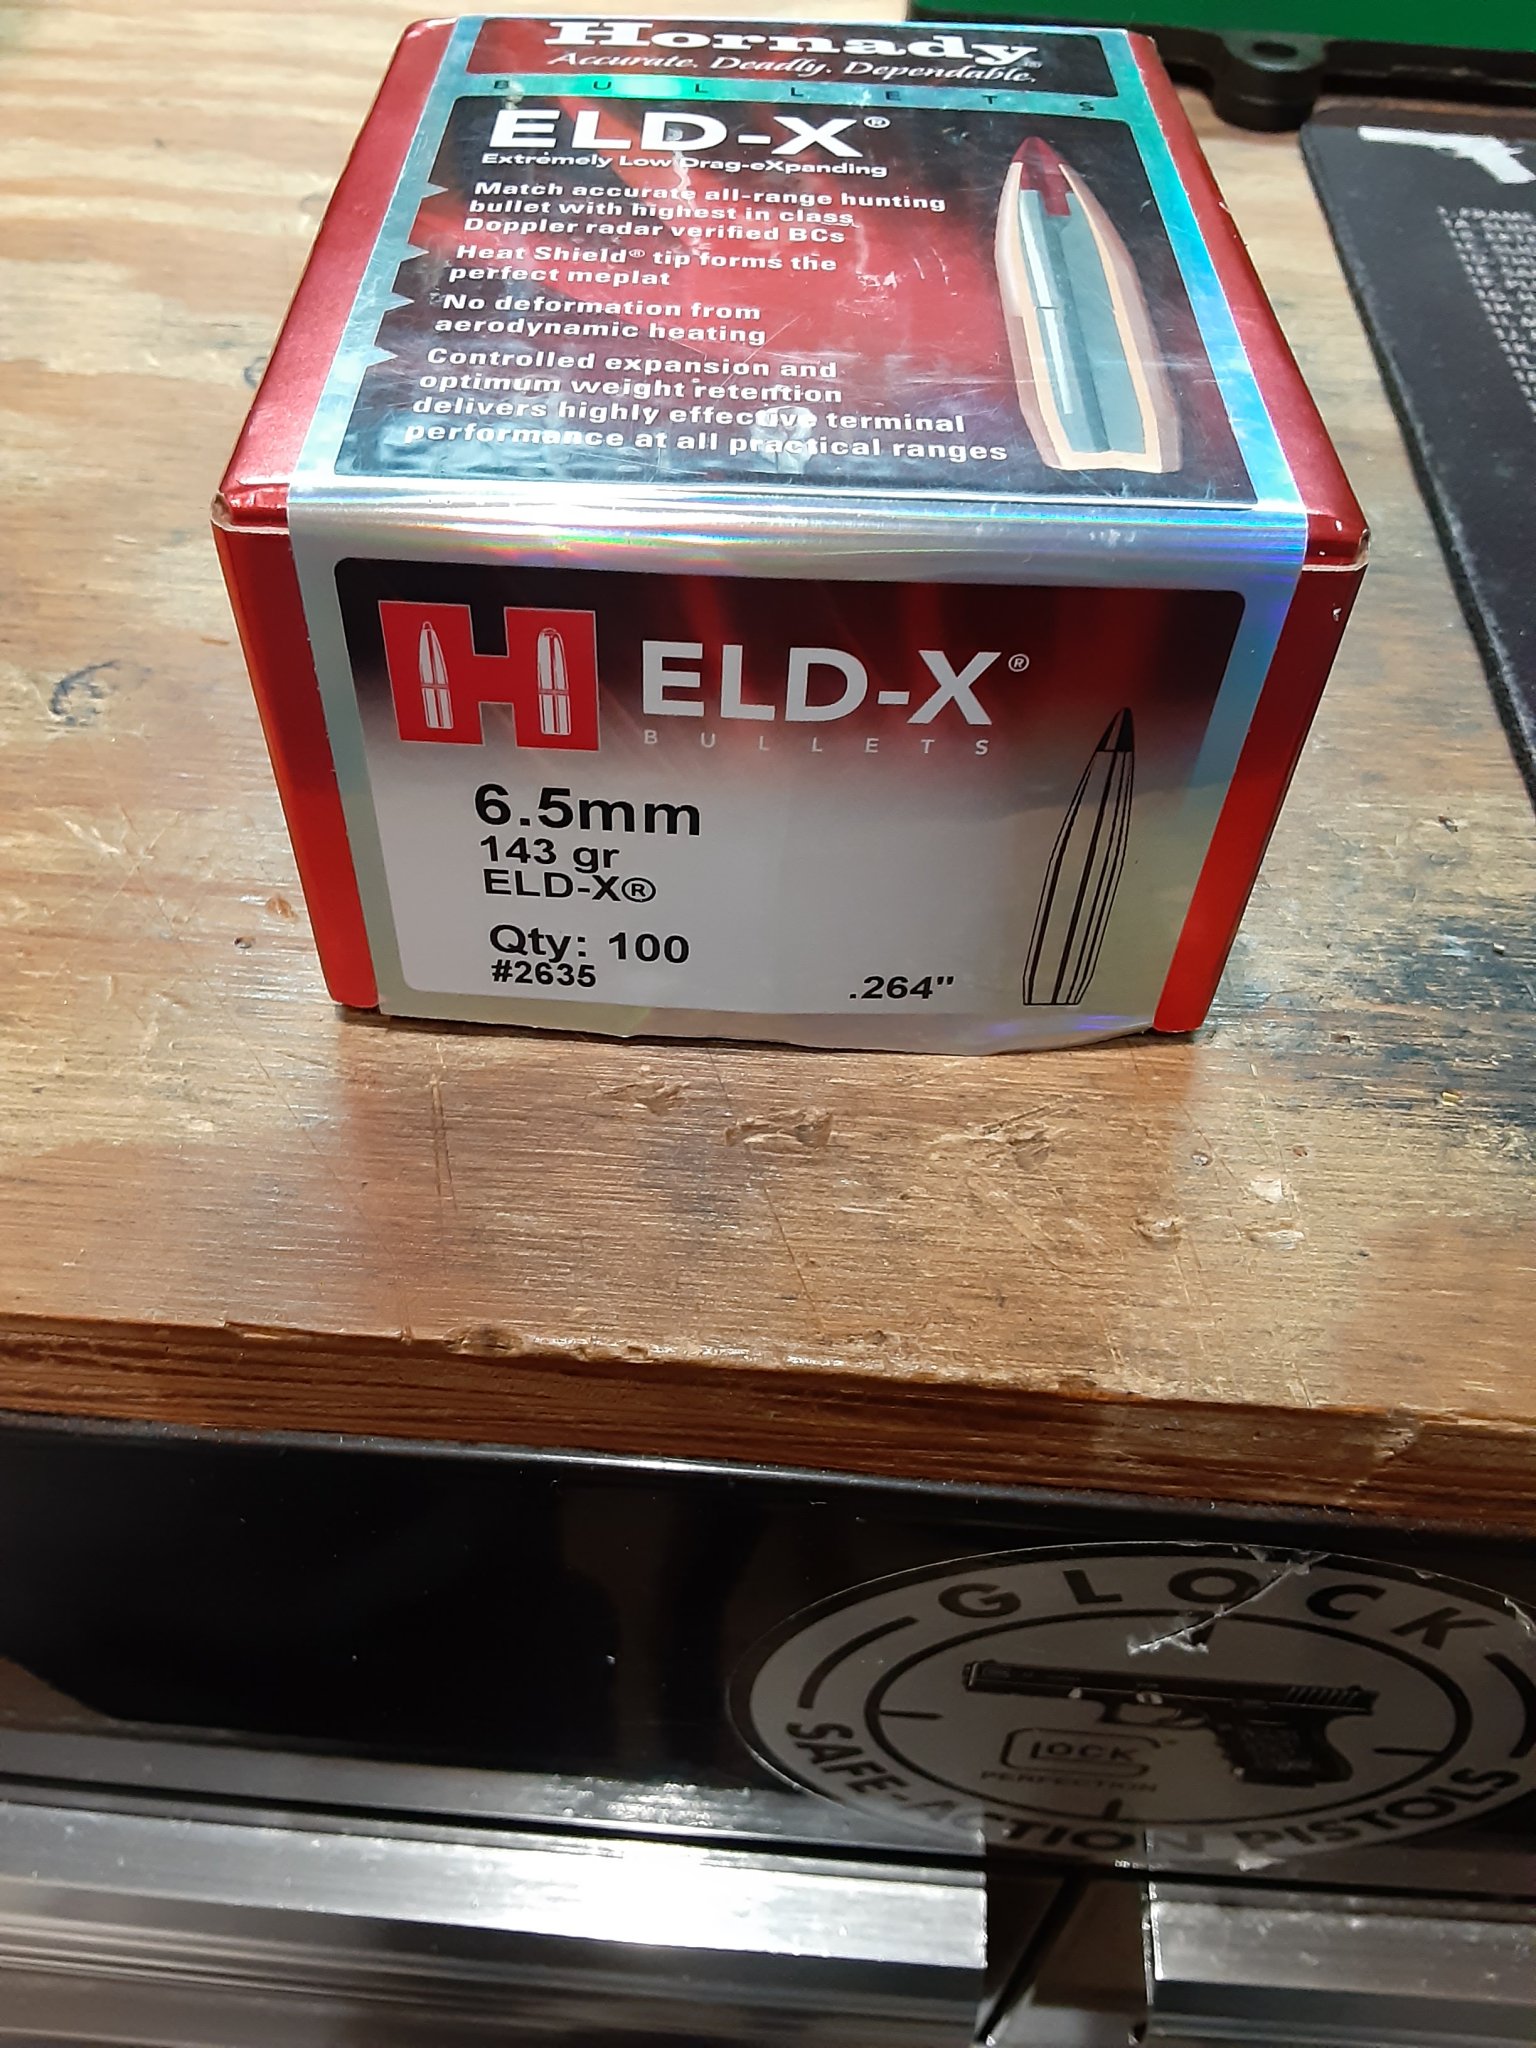 Hornady®
Accurate. Deadly. Dependable.
BULLETS
ELD-X®
Extremely Low Drag-eXpanding
Match accurate all-range hunting
bullet with highest in class
Doppler radar verified BCs
Heat Shield® tip forms the
perfect meplat
No deformation from
aerodynamic heating
Controlled expansion and
optimum weight retention
delivers highly effective terminal
performance at all practical ranges
H
ELD-X®
BULLETS
6.5mm
143 gr
ELD-X®
Qty: 100
#2635
.264"
GLOCK
GLOCK
PERFECTION
SAFE-ACTION PISTOLS